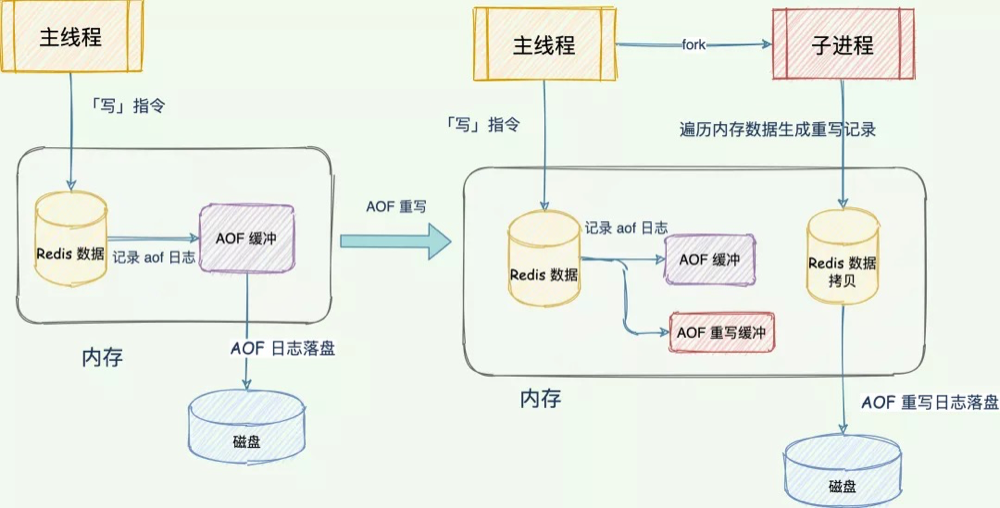 主线程
「写」指令
Redis 数据
记录 aof 日志
AOF 缓冲
AOF 日志落盘
内存
磁盘
AOF 重写
主线程
fork
子进程
「写」指令
遍历内存数据生成重写记录
Redis 数据
记录 aof 日志
AOF 缓冲
AOF 重写缓冲
Redis 数据
拷贝
内存
AOF 重写日志落盘
磁盘